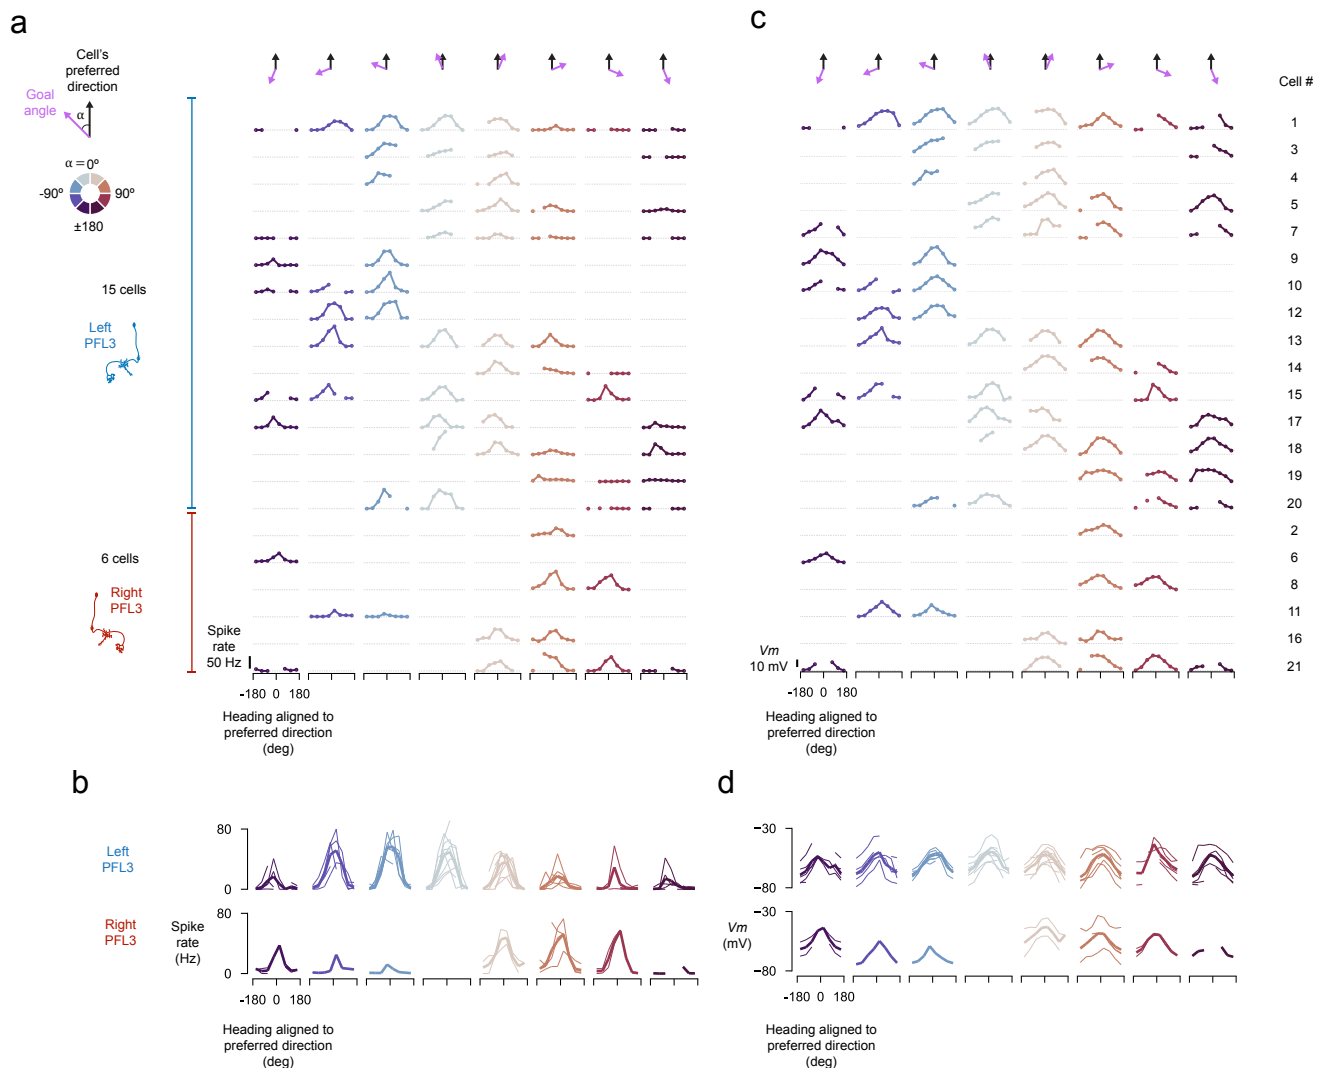 a
Cell's
preferred
direction
Goal
angle
α
α = 0º
-90º
90º
±180
15 cells
Left
PFL3
6 cells
Right
PFL3
Spike
rate
50 Hz
-180 0 180
Heading aligned to
preferred direction
(deg)
c
Cell #
1
3
4
5
7
9
10
12
13
14
15
17
18
19
20
2
6
8
11
16
21
Vm
10 mV
-180 0 180
Heading aligned to
preferred direction
(deg)
b
Left
PFL3
80
0
Right
PFL3
Spike
rate
(Hz)
80
0
-180 0 180
Heading aligned to
preferred direction
(deg)
d
−30
−80
Vm
(mV)
−30
−80
-180 0 180
Heading aligned to
preferred direction
(deg)